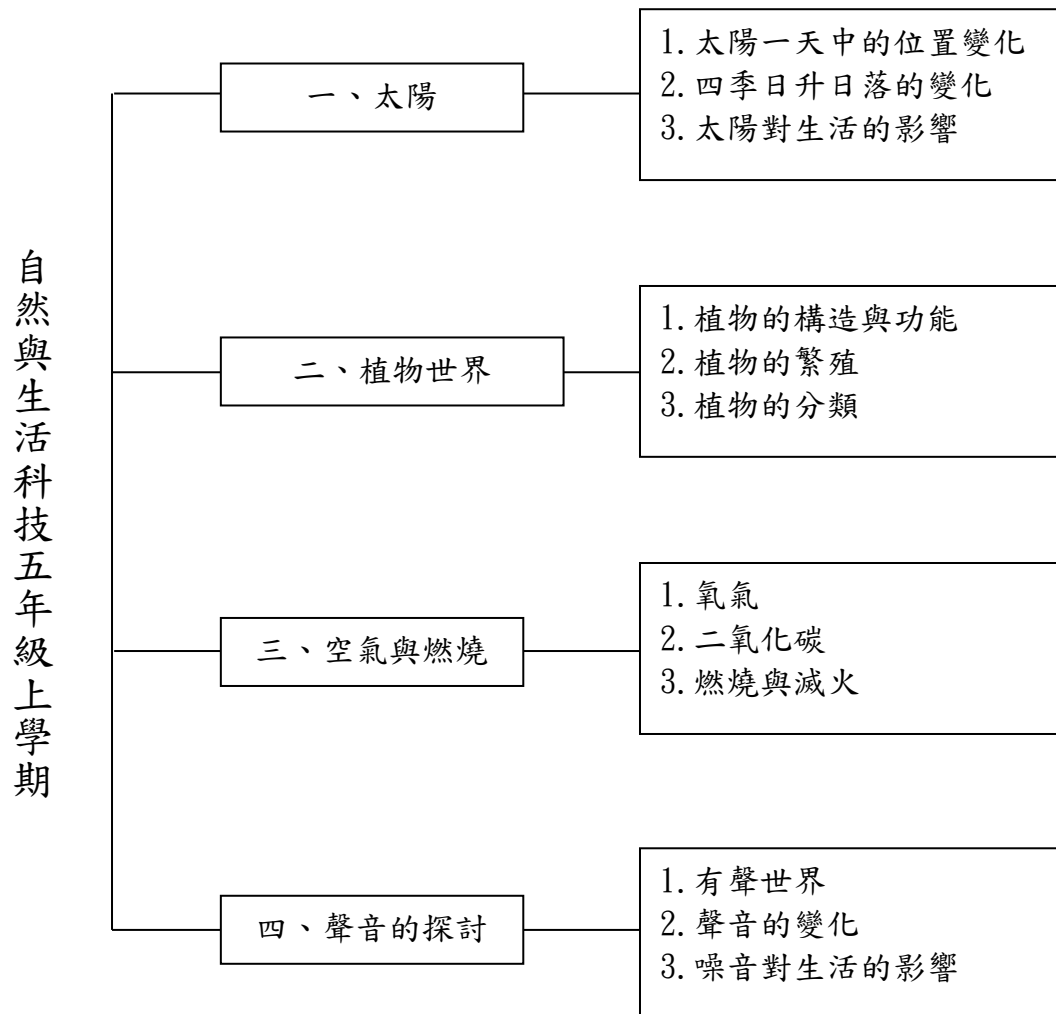 自然與生活科技五年級上學期
一、太陽
1.太陽一天中的位置變化
2.四季日升日落的變化
3.太陽對生活的影響
二、植物世界
1.植物的構造與功能
2.植物的繁殖
3.植物的分類
三、空氣與燃燒
1.氧氣
2.二氧化碳
3.燃燒與滅火
四、聲音的探討
1.有聲世界
2.聲音的變化
3.噪音對生活的影響